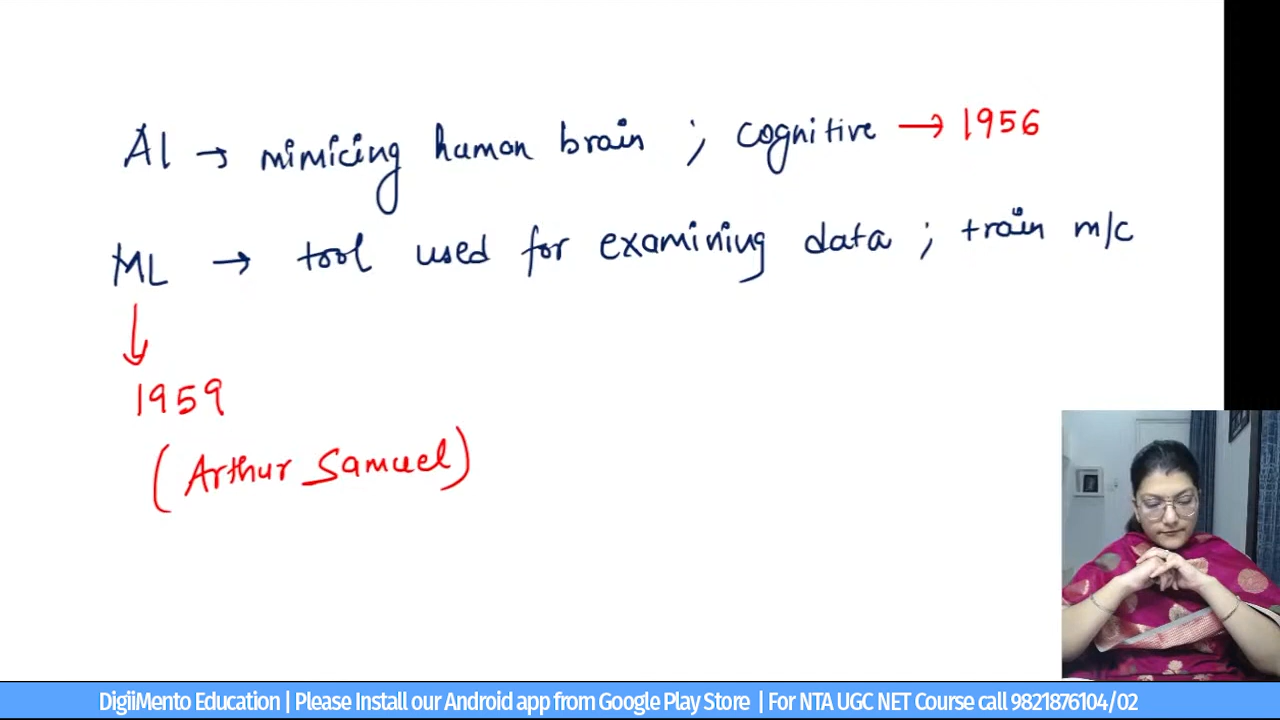 AI → mimicing human brain ; cognitive → 1956
ML → tool used for examining data ; train m/c
↓
1959
(Arthur Samuel)
DigiiMento Education | Please Install our Android app from Google Play Store | For NTA UGC NET Course call 9821876104/02